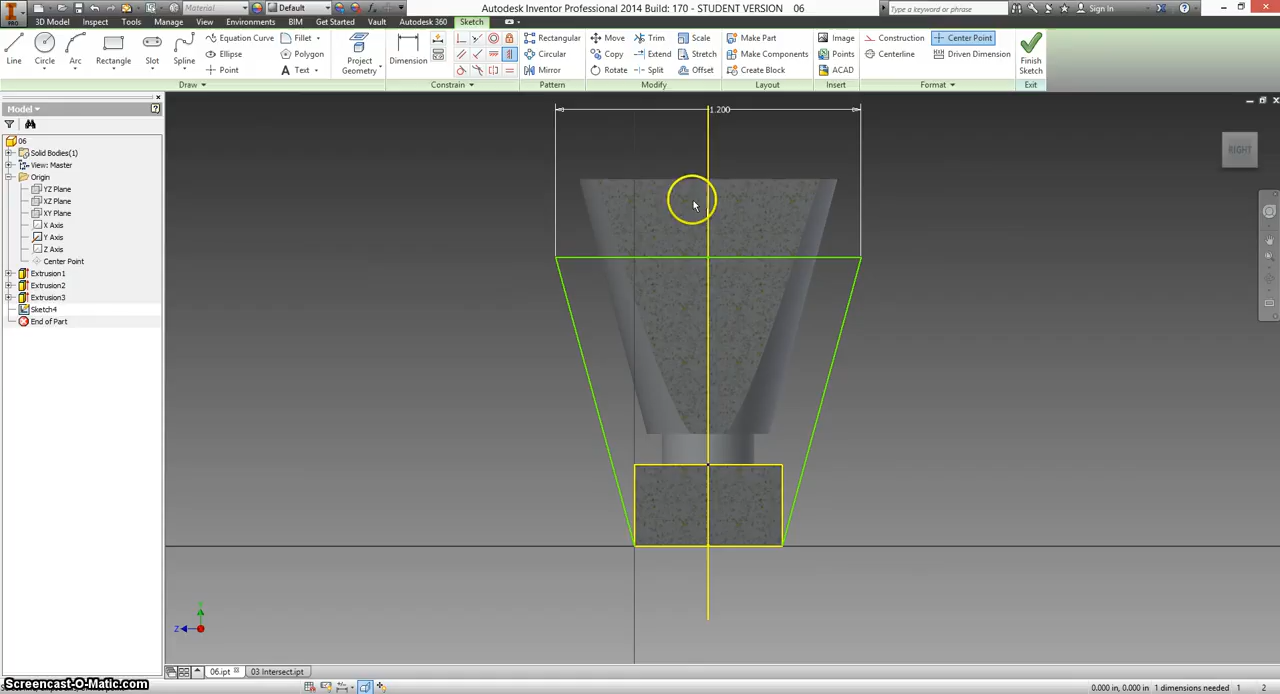 Autodesk Inventor Professional 2014 Build: 170 - STUDENT VERSION 06
Material Default
Type a keyword or phrase Sign In
PRO 3D Model Inspect Tools Manage View Environments BIM Get Started Vault Autodesk 360 Sketch
Line Circle Arc Rectangle Slot Spline
Equation Curve Fillet
Ellipse Polygon
Point Text
Project Geometry Dimension
Rectangular
Circular
Mirror
Move Trim Scale
Copy Extend Stretch
Rotate Split Offset
Make Part
Make Components
Create Block
Image
Points
ACAD
Construction Center Point
Centerline Driven Dimension
Finish Sketch
Draw Constrain Pattern Modify Layout Insert Format Exit
Model
06
Solid Bodies(1)
View: Master
Origin
YZ Plane
XZ Plane
XY Plane
X Axis
Y Axis
Z Axis
Center Point
Extrusion1
Extrusion2
Extrusion3
Sketch4
End of Part
1.200
RIGHT
Z
06.ipt 03 Intersect.ipt
Screencast-O-Matic.com
0.000 in, 0.000 in 1 dimensions needed 1 2